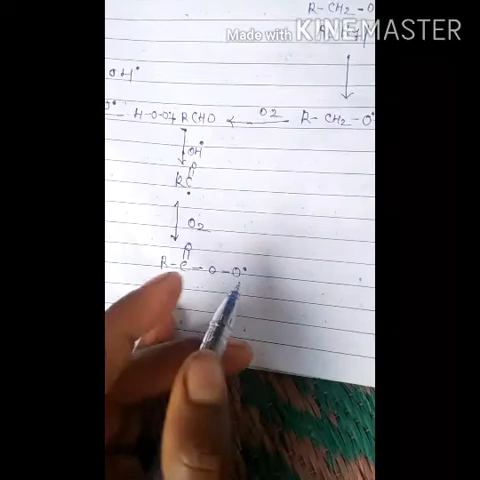 R-CH2-O
Made with KINEMASTER
OH•
O• H-O-O+ RCHO ← O2 R-CH2-O•
↓ OH•
O
||
RC
•
↓ O2
O
||
R-C-O-O•